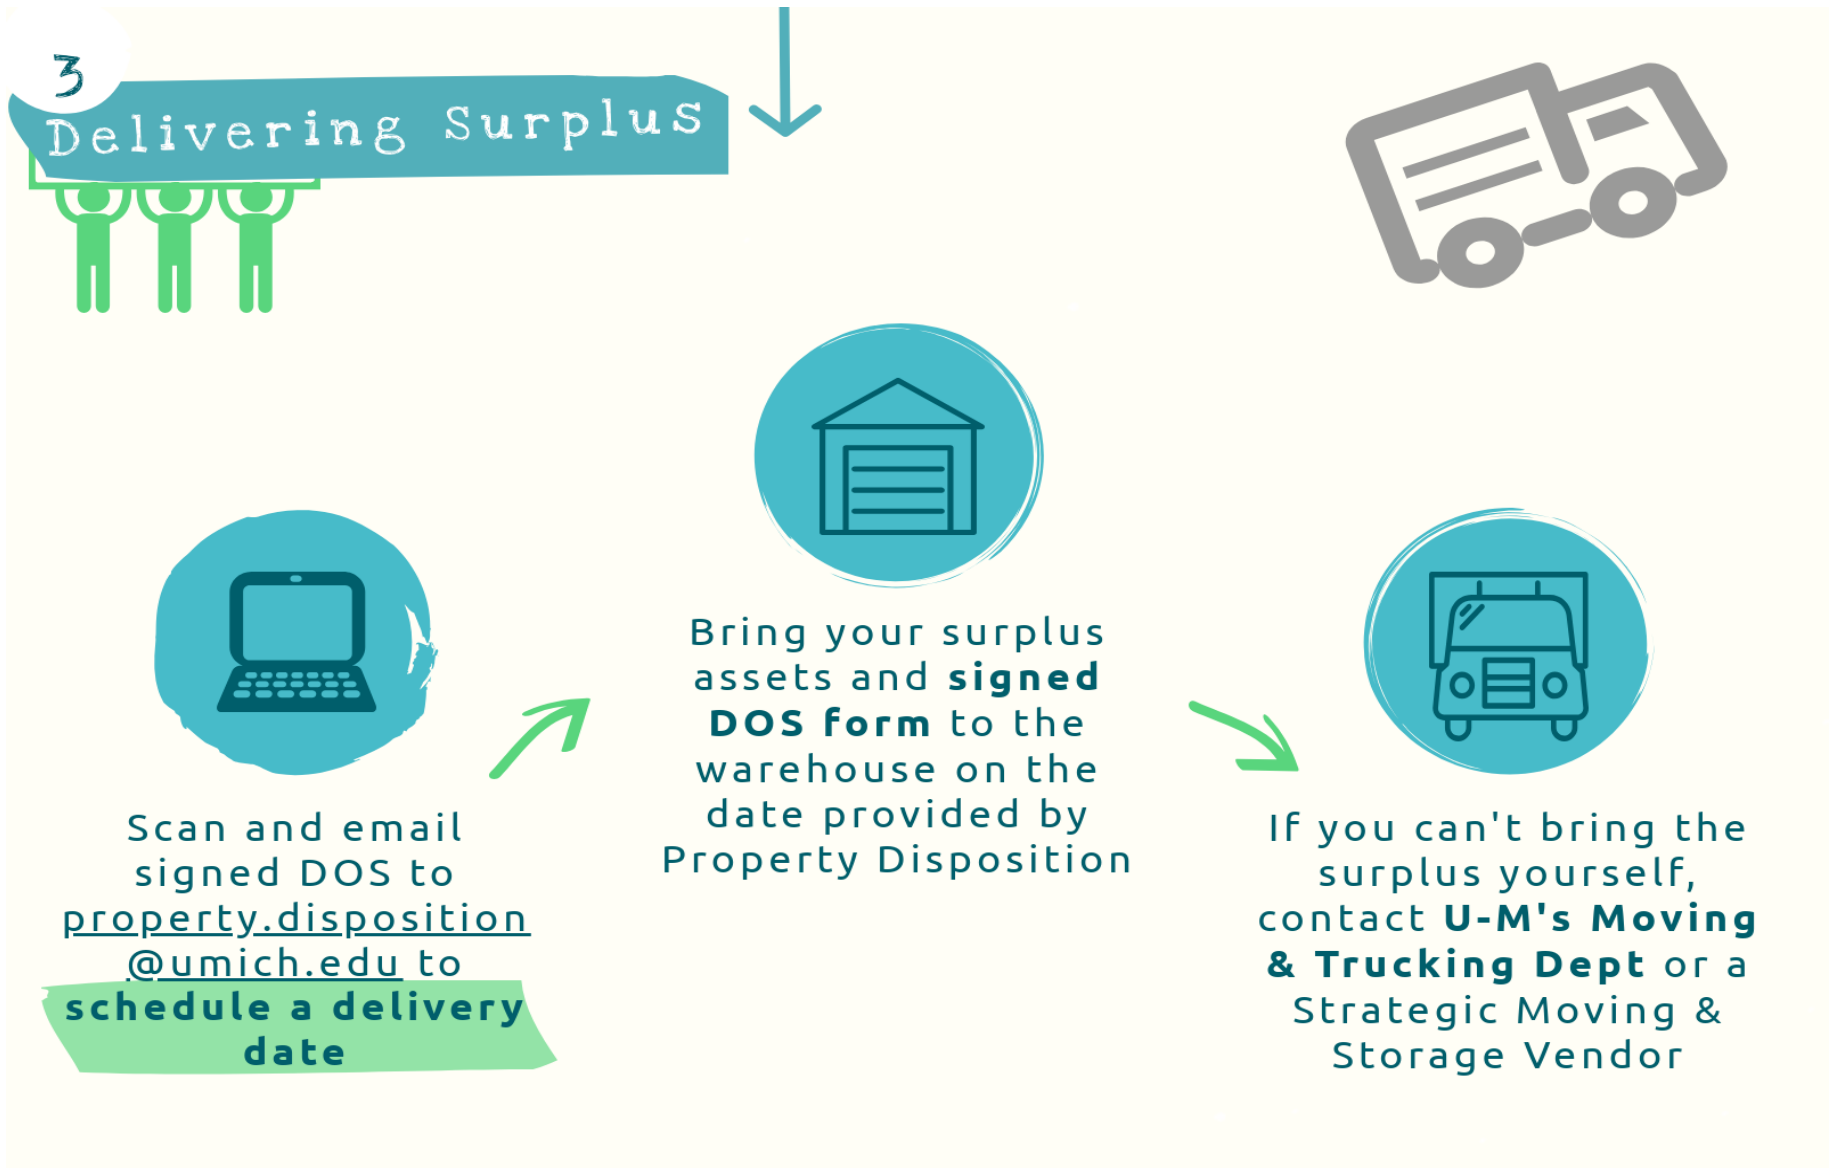 3
Delivering Surplus
Scan and email
signed DOS to
property.disposition
@umich.edu to
schedule a delivery
date
Bring your surplus
assets and signed
DOS form to the
warehouse on the
date provided by
Property Disposition
If you can't bring the
surplus yourself,
contact U-M's Moving
& Trucking Dept or a
Strategic Moving &
Storage Vendor